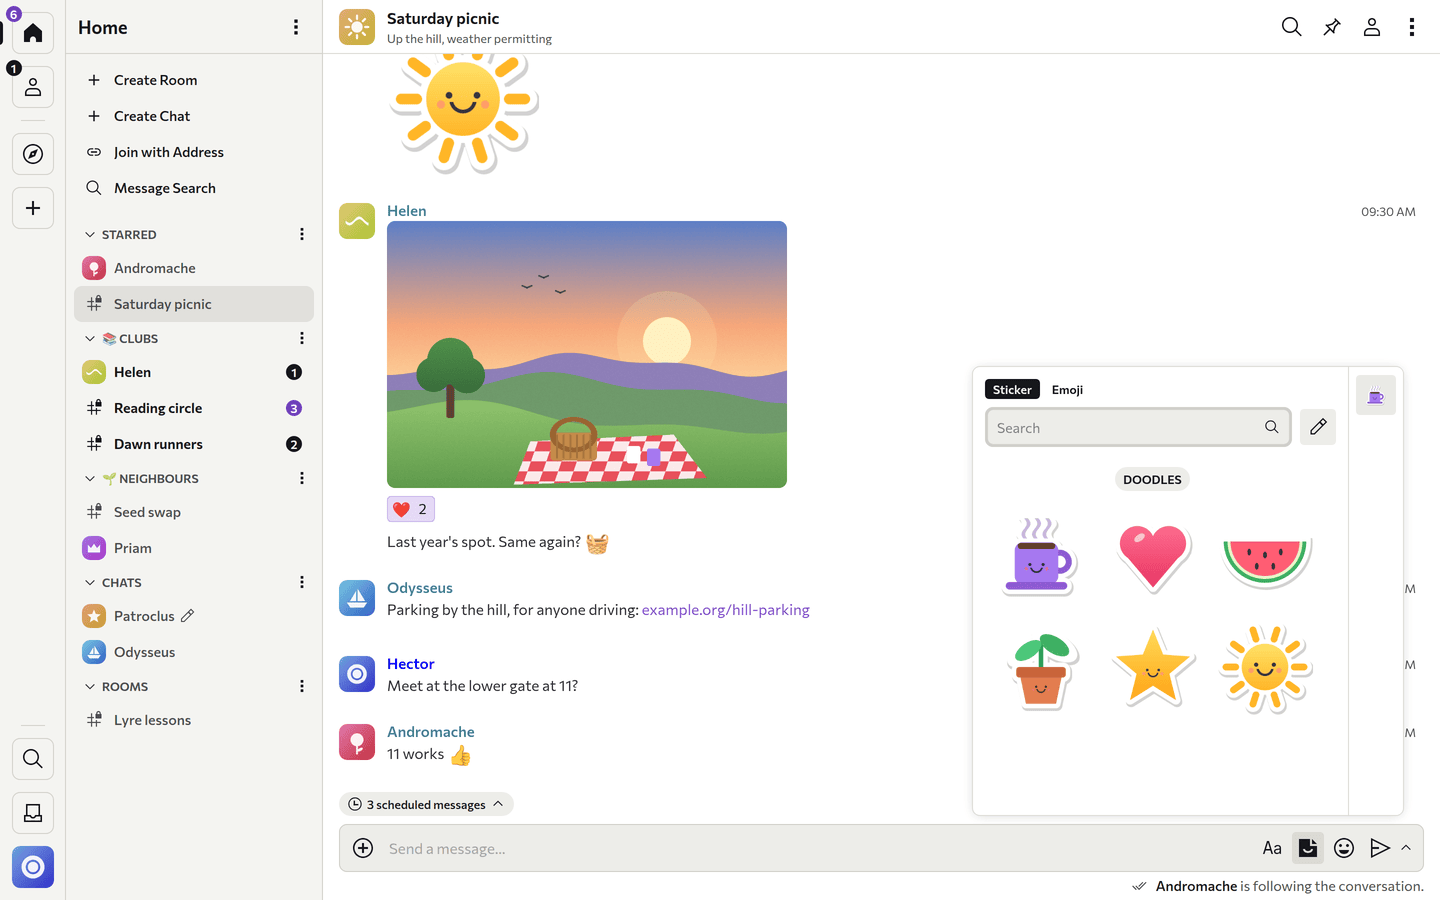 6
1
Home
Create Room
Create Chat
Join with Address
Message Search
STARRED
Andromache
Saturday picnic
📚 CLUBS
Helen 1
Reading circle 3
Dawn runners 2
🌱 NEIGHBOURS
Seed swap
Priam
CHATS
Patroclus
Odysseus
ROOMS
Lyre lessons
Saturday picnic
Up the hill, weather permitting
Helen 09:30 AM
❤️ 2
Last year's spot. Same again? 🧺
Odysseus
Parking by the hill, for anyone driving: example.org/hill-parking
M
Hector
Meet at the lower gate at 11?
M
Andromache
11 works 👍
M
3 scheduled messages
Send a message...
Aa
Andromache is following the conversation.
Sticker Emoji
Search
DOODLES